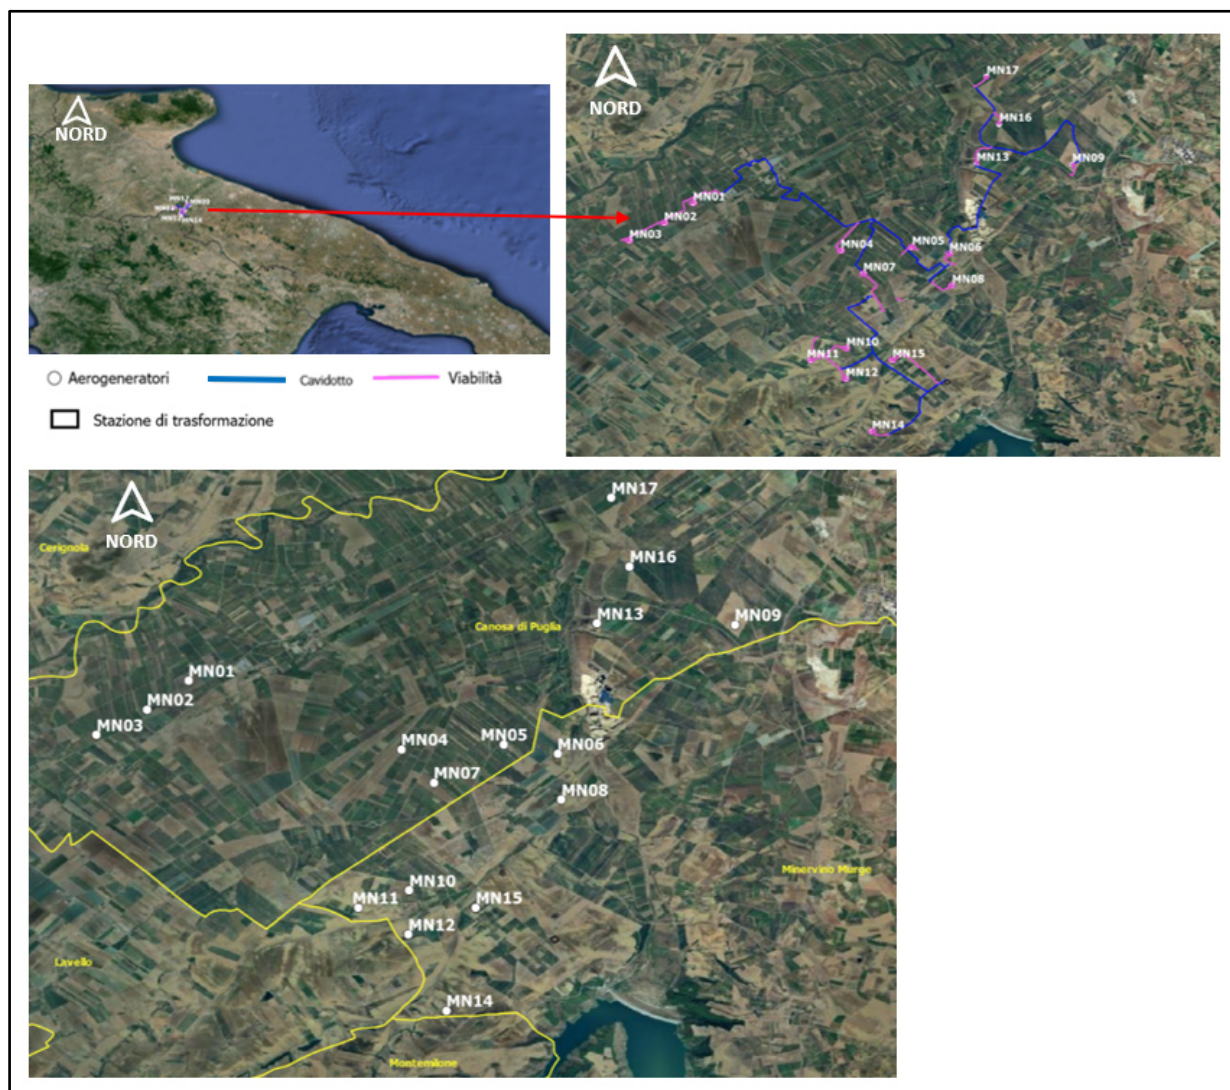 NORD
NORD
MN17
MN16
MN13
MN09
MN01
MN02
MN03
MN04
MN05
MN06
MN07
MN08
MN10
MN11
MN15
MN12
MN14
Aerogeneratori
Cavidotto
Viabilità
Stazione di trasformazione
NORD
MN17
Cerignola
MN16
Canosa di Puglia
MN13
MN09
MN01
MN02
MN03
MN04
MN05
MN06
MN07
MN08
Minervino Murge
MN10
MN11
MN15
MN12
Lavello
MN14
Montemilone